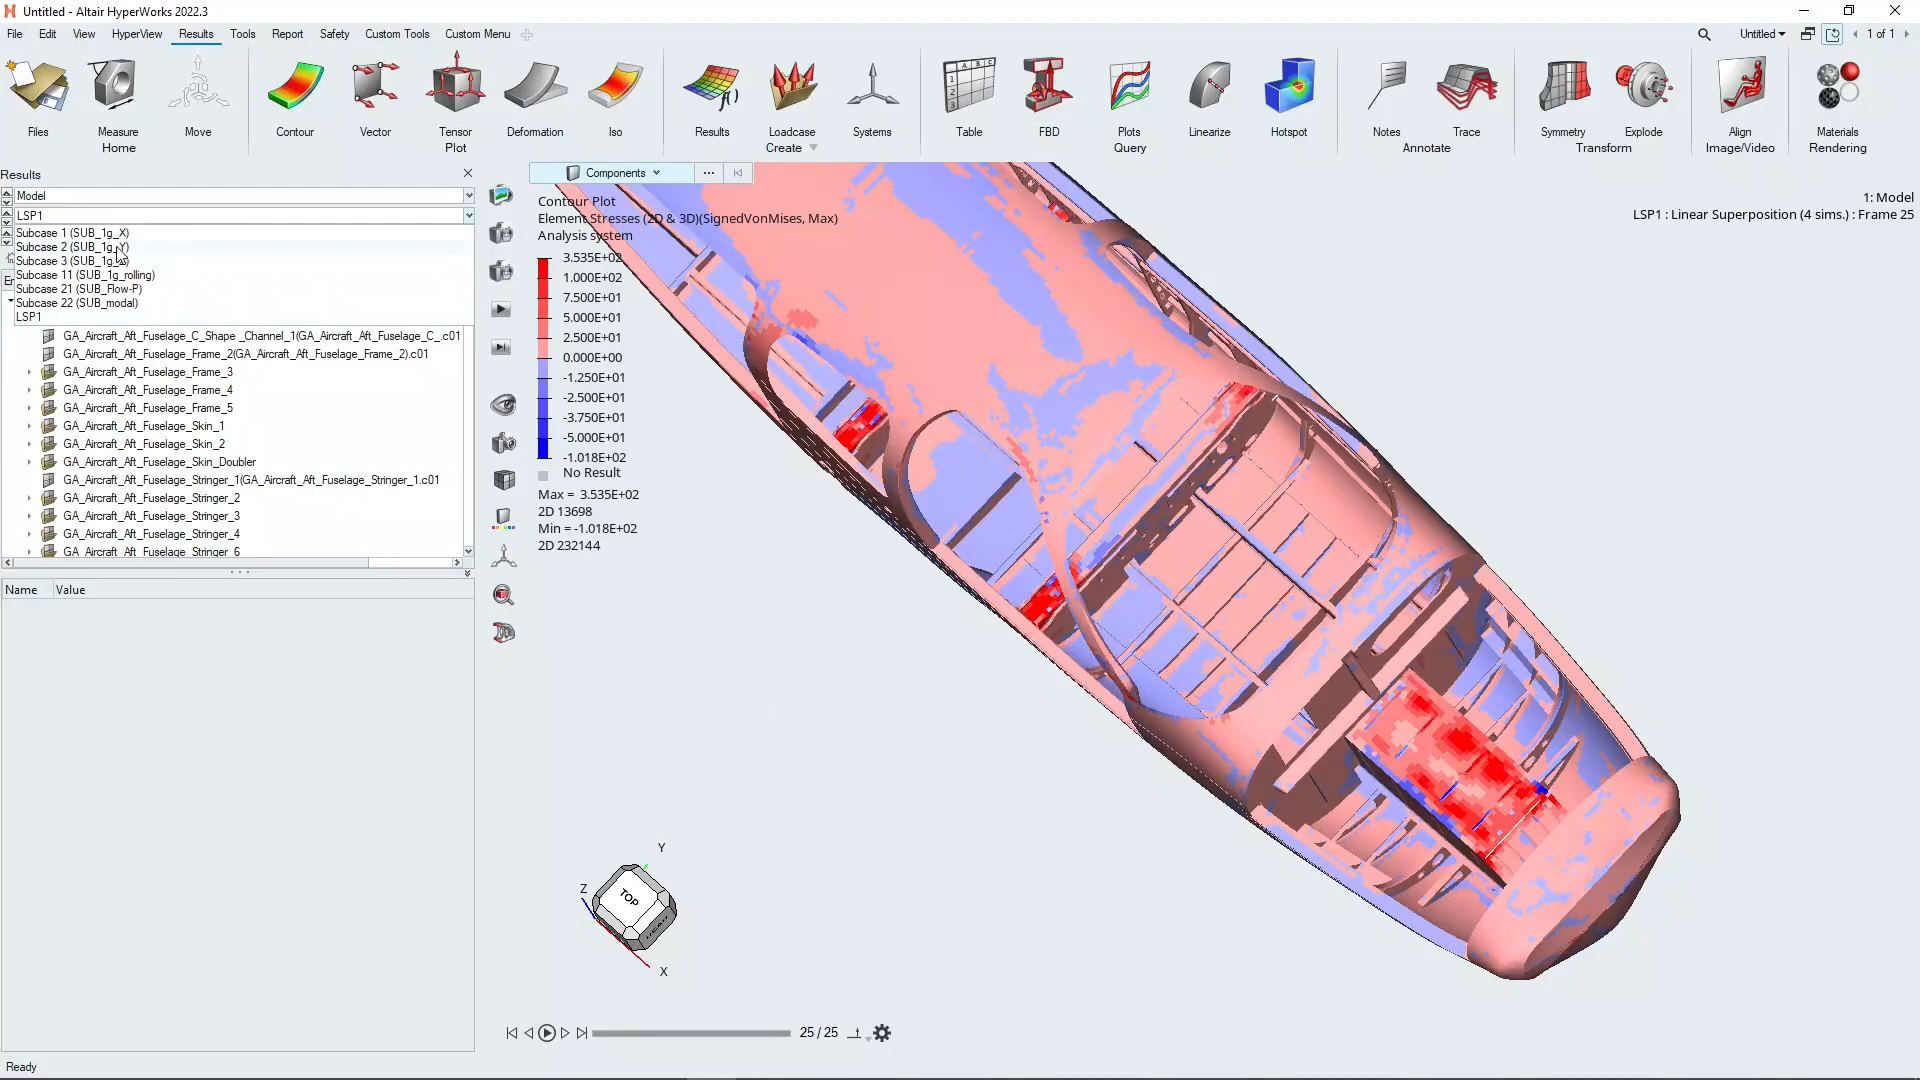 Untitled - Altair HyperWorks 2022.3
File Edit View HyperView Results Tools Report Safety Custom Tools Custom Menu
Untitled 1 of 1
Files Measure Move Contour Vector Tensor Deformation Iso Results Loadcase Systems Table FBD Plots Linearize Hotspot Notes Trace Symmetry Explode Align Materials
Home Plot Create Query Annotate Transform Image/Video Rendering
Results
Model
LSP1
Subcase 1 (SUB_1g_X)
Subcase 2 (SUB_1g_Y)
Subcase 3 (SUB_1g_
Subcase 11 (SUB_1g_rolling)
Subcase 21 (SUB_Flow-P)
Subcase 22 (SUB_modal)
LSP1
GA_Aircraft_Aft_Fuselage_C_Shape _Channel_1(GA_Aircraft_Aft_Fuselage_C_.c01
GA_Aircraft_Aft_Fuselage_Frame_2(GA_Aircraft_Aft_Fuselage_Frame_2).c01
GA_Aircraft_Aft_Fuselage_Frame_3
GA_Aircraft_Aft_Fuselage_Frame_4
GA_Aircraft_Aft_Fuselage_Frame_5
GA_Aircraft_Aft_Fuselage_Skin_1
GA_Aircraft_Aft_Fuselage_Skin_2
GA_Aircraft_Aft_Fuselage_Skin_Doubler
GA_Aircraft_Aft_Fuselage_Stringer_1(GA_Aircraft_Aft_Fuselage_Stringer_1.c01
GA_Aircraft_Aft_Fuselage_Stringer_2
GA_Aircraft_Aft_Fuselage_Stringer_3
GA_Aircraft_Aft_Fuselage_Stringer_4
GA_Aircraft_Aft_Fuselage_Stringer_6
Name Value
Components
Contour Plot
Element Stresses (2D & 3D)(SignedVonMises, Max)
Analysis system
3.535E+02
1.000E+02
7.500E+01
5.000E+01
2.500E+01
0.000E+00
-1.250E+01
-2.500E+01
-3.750E+01
-5.000E+01
-1.018E+02
No Result
Max = 3.535E+02
2D 13698
Min = -1.018E+02
2D 232144
1: Model
LSP1 : Linear Superposition (4 sims.) : Frame 25
Y
Z
TOP
X
25 / 25
Ready